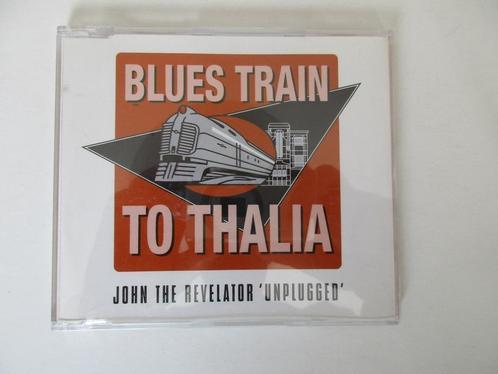 BLUES TRAIN
TO THALIA
JOHN THE REVELATOR 'UNPLUGGED'